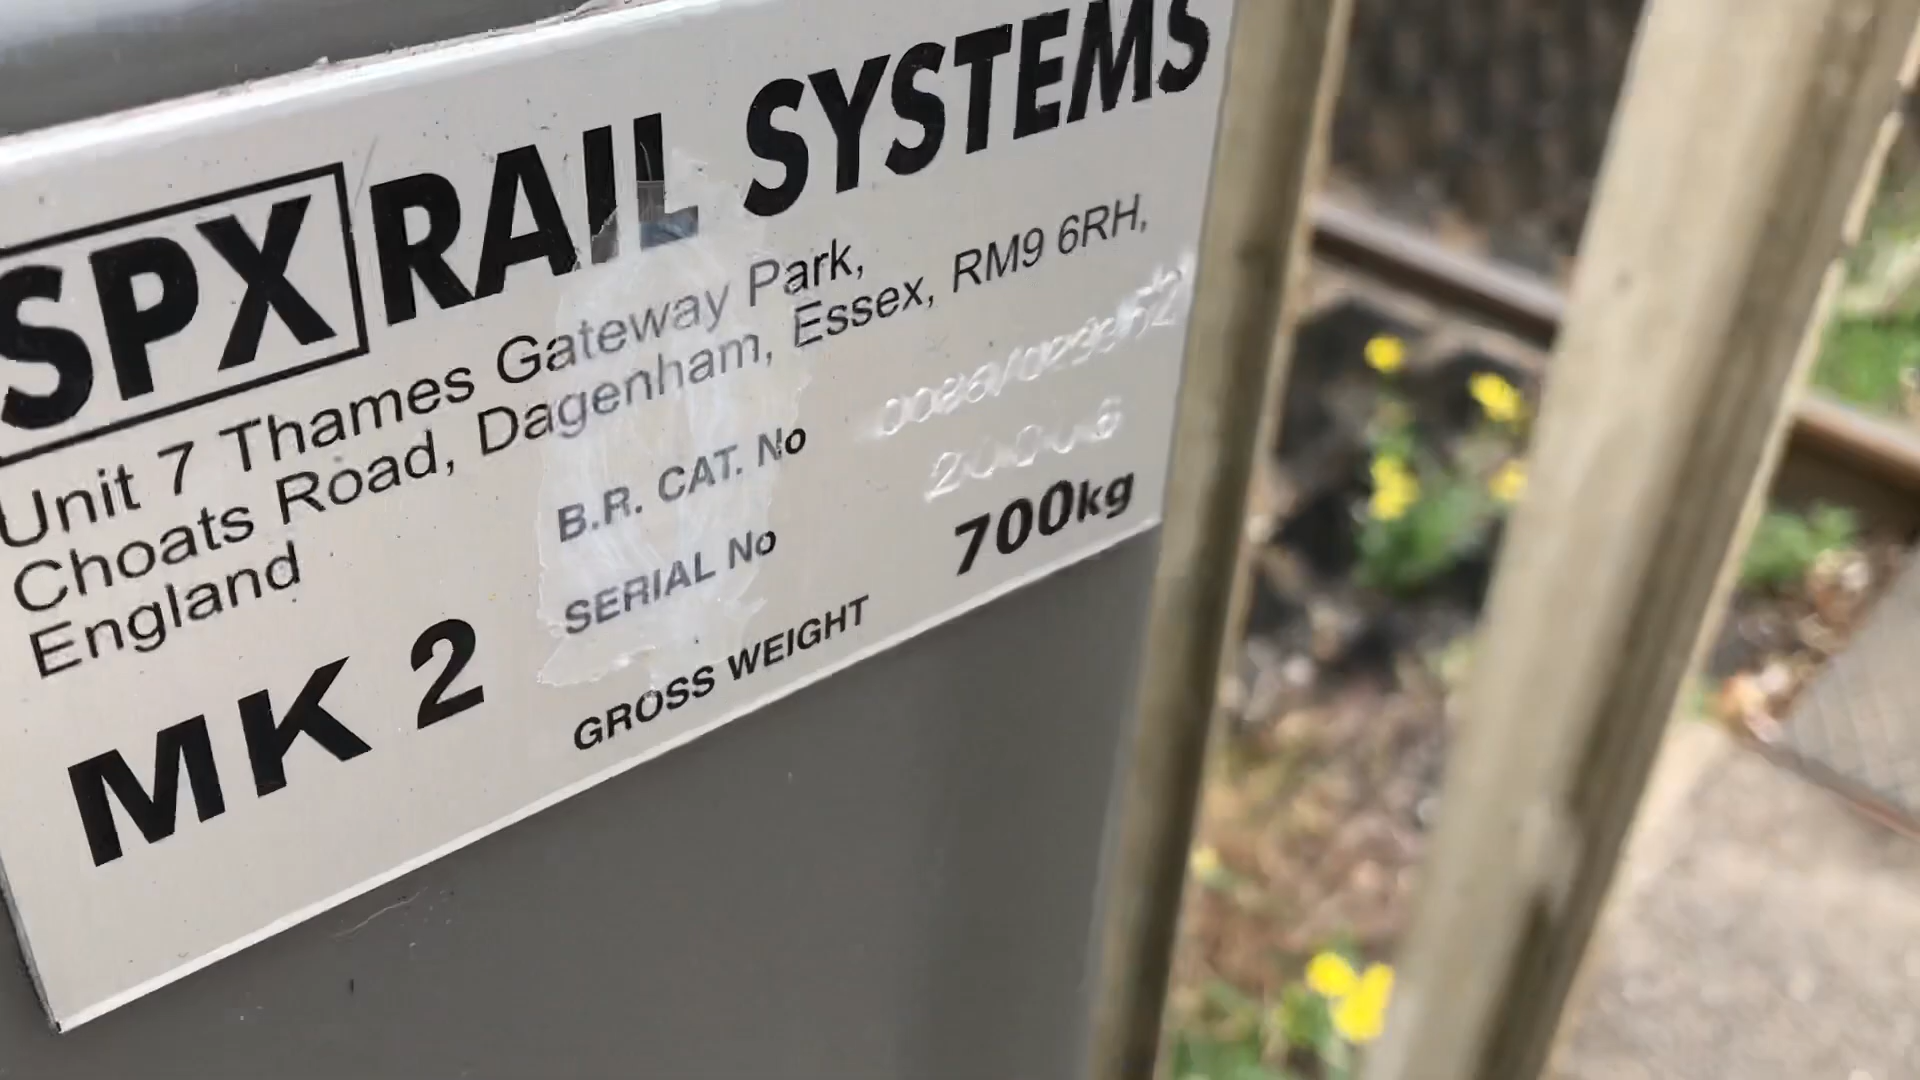 SPX RAIL SYSTEMS
Unit 7 Thames Gateway Park,
Choats Road, Dagenham, Essex, RM9 6RH,
England
MK 2
B.R. CAT. No
SERIAL No
GROSS WEIGHT 700kg